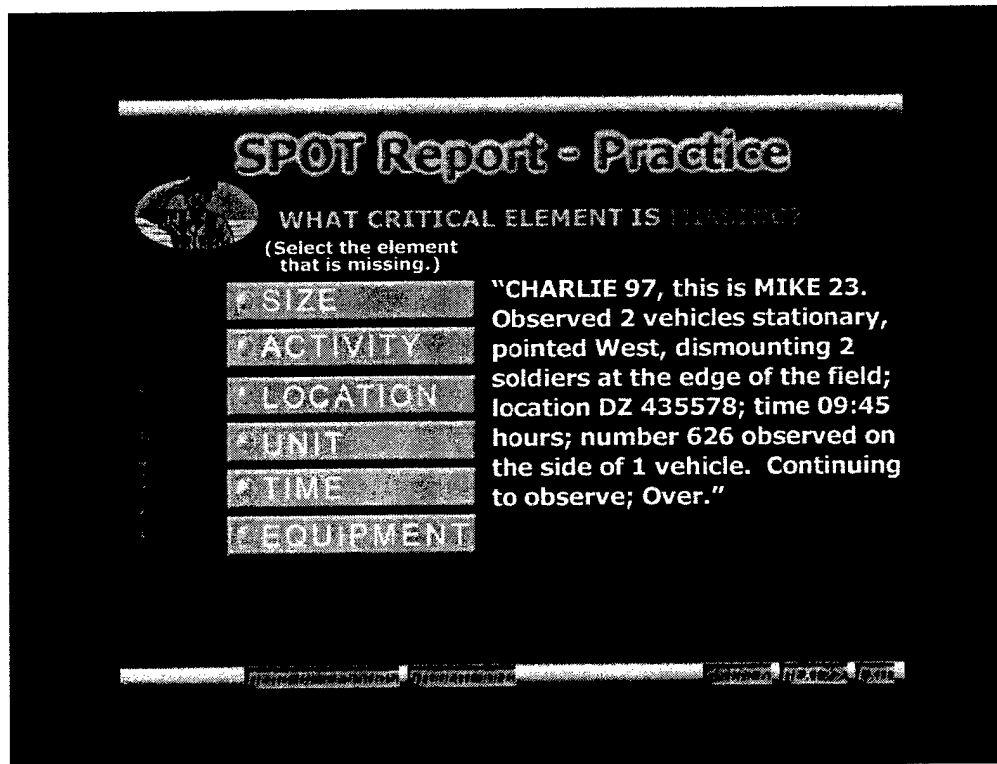 SPOT Report - Practice
WHAT CRITICAL ELEMENT IS MISSING?
(Select the element
that is missing.)
SIZE
ACTIVITY
LOCATION
UNIT
TIME
EQUIPMENT
"CHARLIE 97, this is MIKE 23.
Observed 2 vehicles stationary,
pointed West, dismounting 2
soldiers at the edge of the field;
location DZ 435578; time 09:45
hours; number 626 observed on
the side of 1 vehicle. Continuing
to observe; Over."